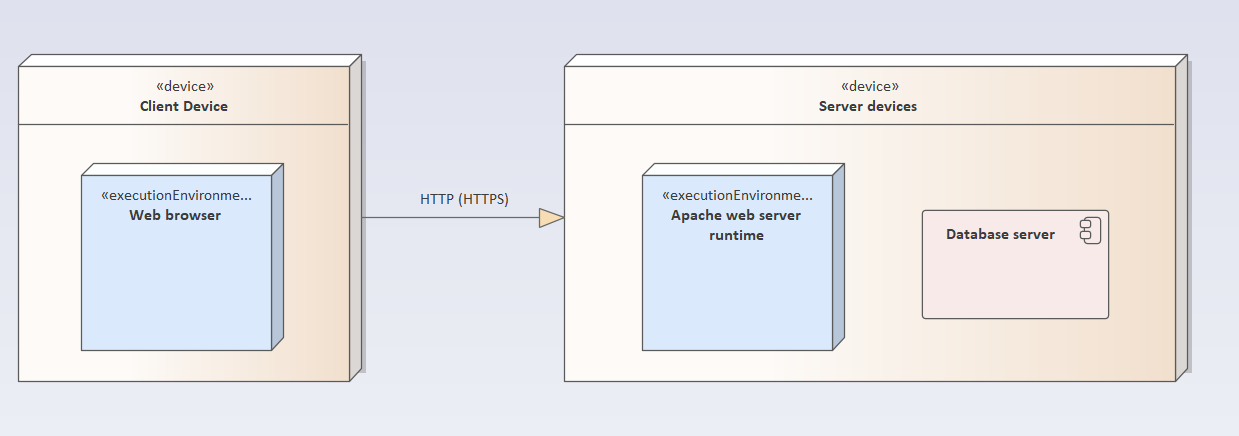 «device»
Client Device
«executionEnvironme...
Web browser
HTTP (HTTPS)
«device»
Server devices
«executionEnvironme...
Apache web server
runtime
Database server